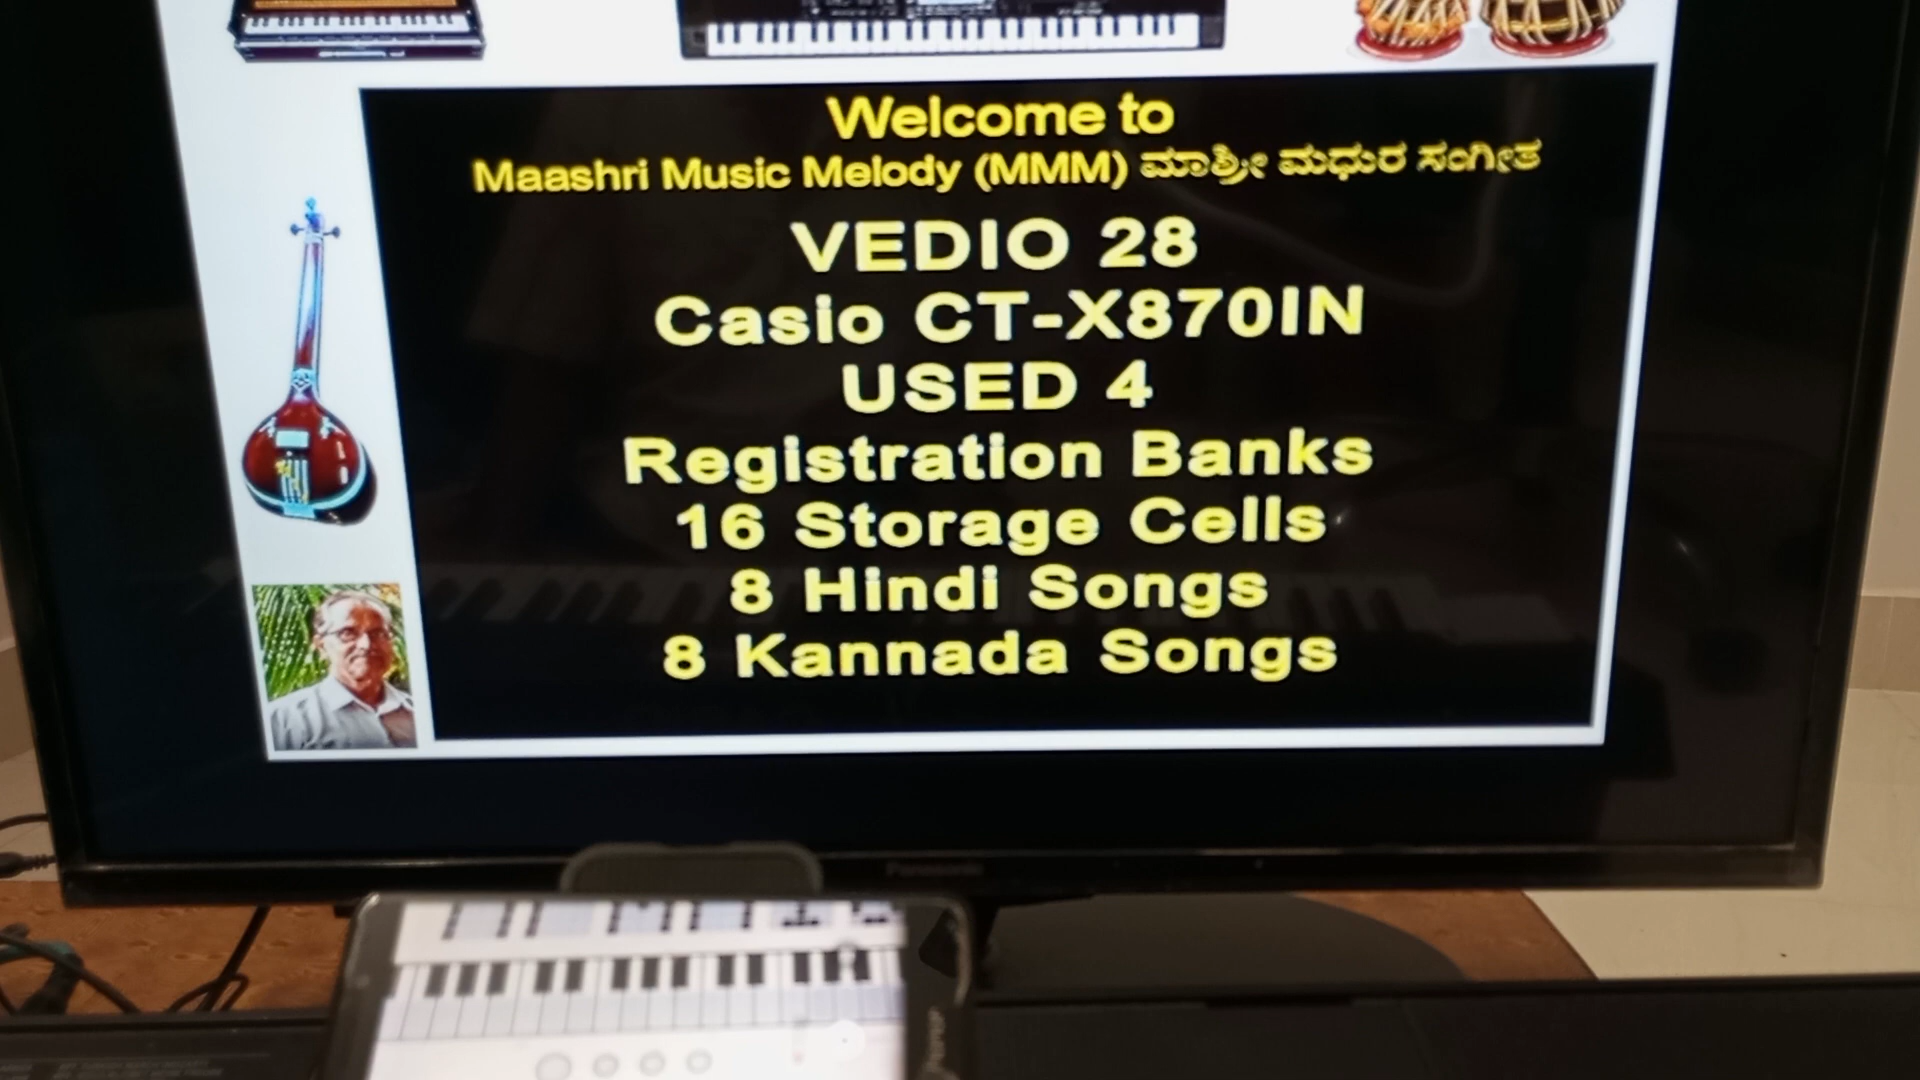 Welcome to
Maashri Music Melody (MMM) ಮಾಶ್ರೀ ಮಧುರ ಸಂಗೀತ
VEDIO 28
Casio CT-X870IN
USED 4
Registration Banks
16 Storage Cells
8 Hindi Songs
8 Kannada Songs
Panasonic